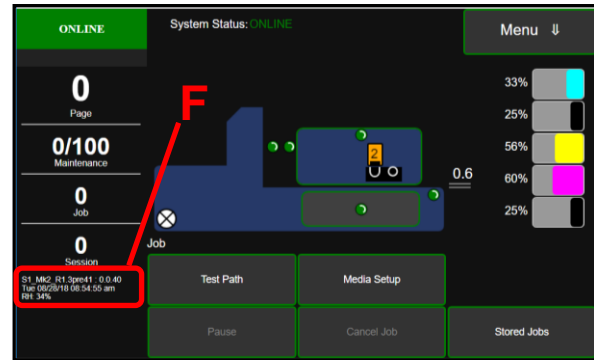 ONLINE
System Status: ONLINE
Menu ⇓
0
Page
0/100
Maintenance
0
Job
0
Session
S1_Mk2_R1.3pre41 : 0.0.40
Tue 08/28/18 08:54:55 am
RH: 34%
F
2
0.6
33%
25%
56%
60%
25%
Job
Test Path
Media Setup
Pause
Cancel Job
Stored Jobs